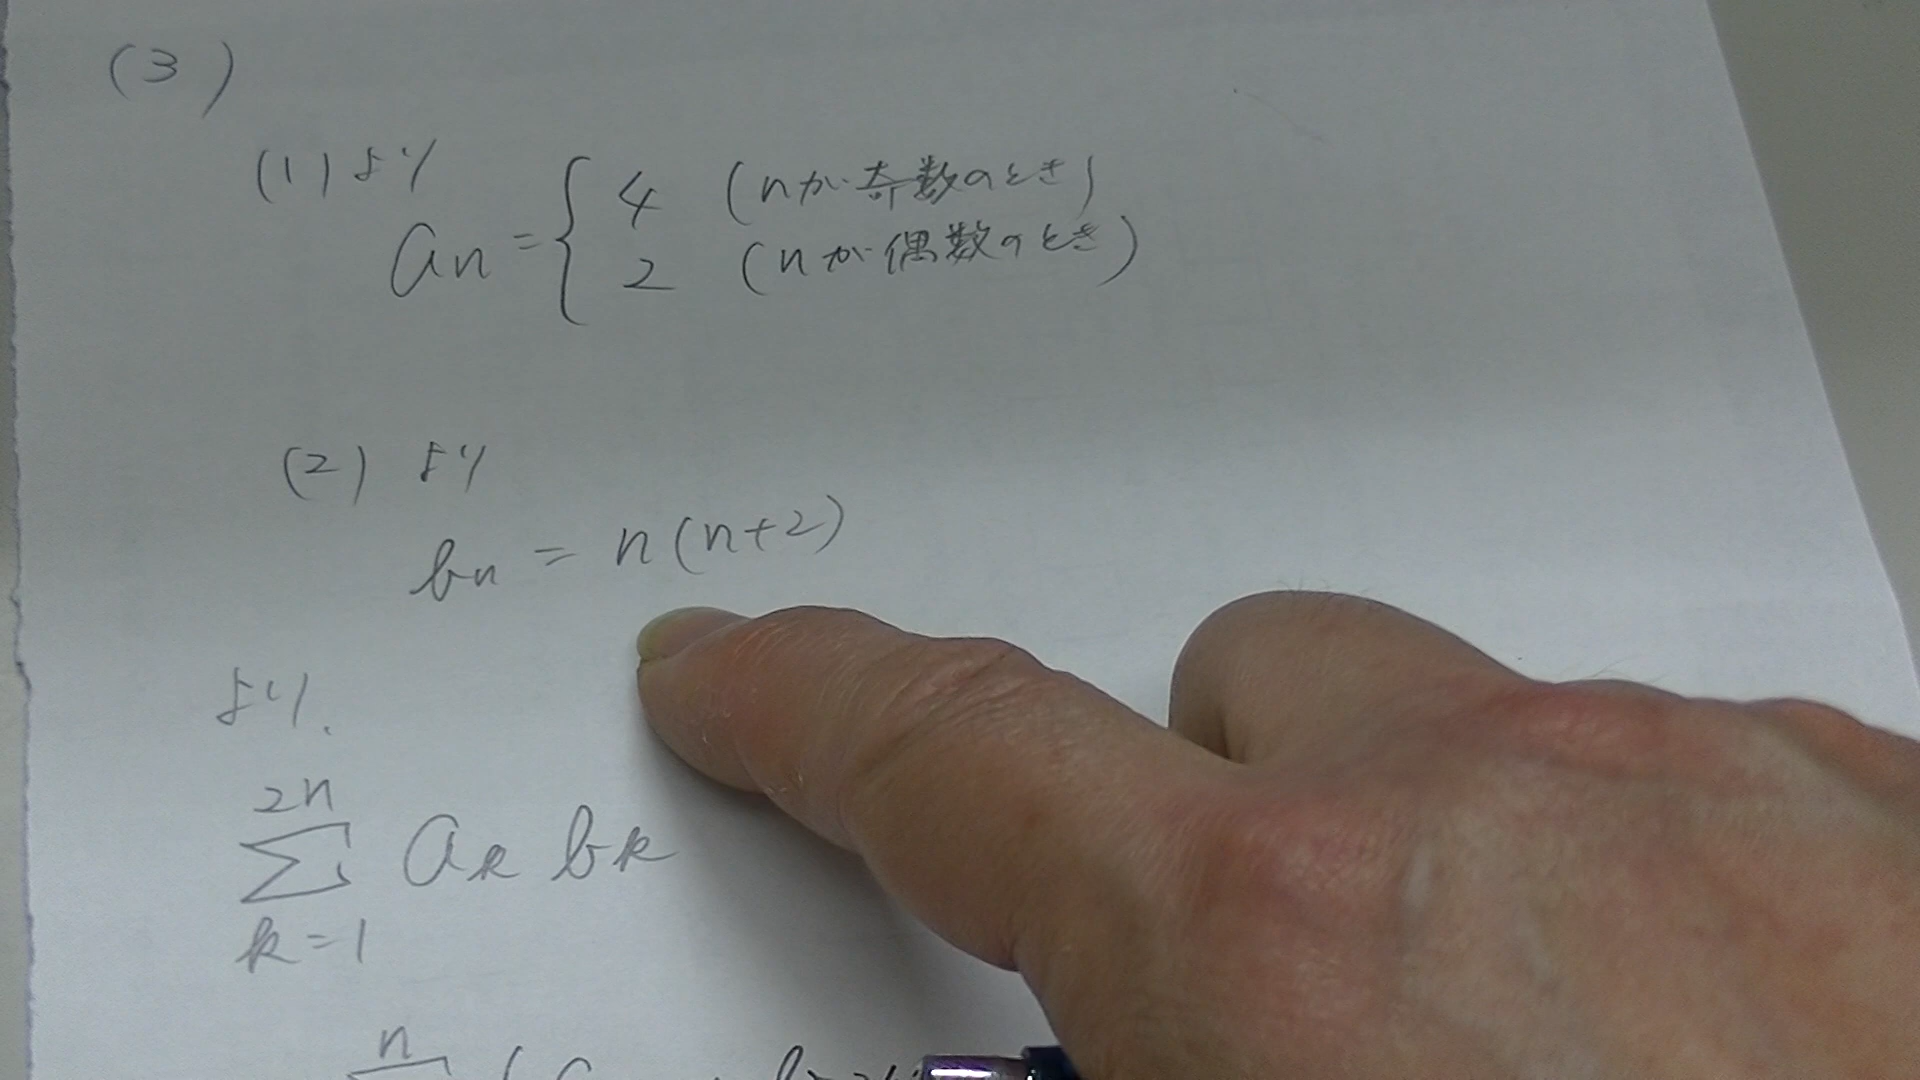 (3)
(1)より
an = { 4 (nが奇数のとき)
2 (nが偶数のとき)
(2) より
bn = n(n+2)
より、
2n
Σ ak bk
k=1
n